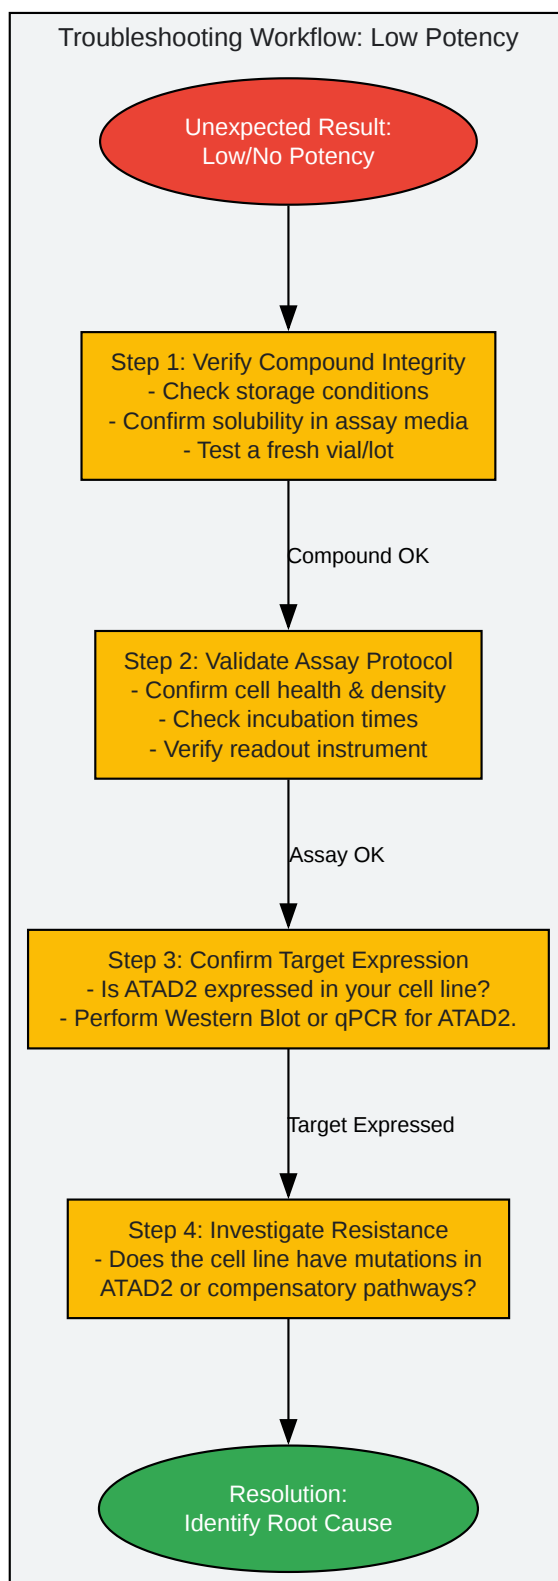 Troubleshooting Workflow: Low Potency
Unexpected Result:
Low/No Potency
Step 1: Verify Compound Integrity
- Check storage conditions
- Confirm solubility in assay media
- Test a fresh vial/lot
Compound OK
Step 2: Validate Assay Protocol
- Confirm cell health & density
- Check incubation times
- Verify readout instrument
Assay OK
Step 3: Confirm Target Expression
- Is ATAD2 expressed in your cell line?
- Perform Western Blot or qPCR for ATAD2.
Target Expressed
Step 4: Investigate Resistance
- Does the cell line have mutations in
ATAD2 or compensatory pathways?
Resolution:
Identify Root Cause